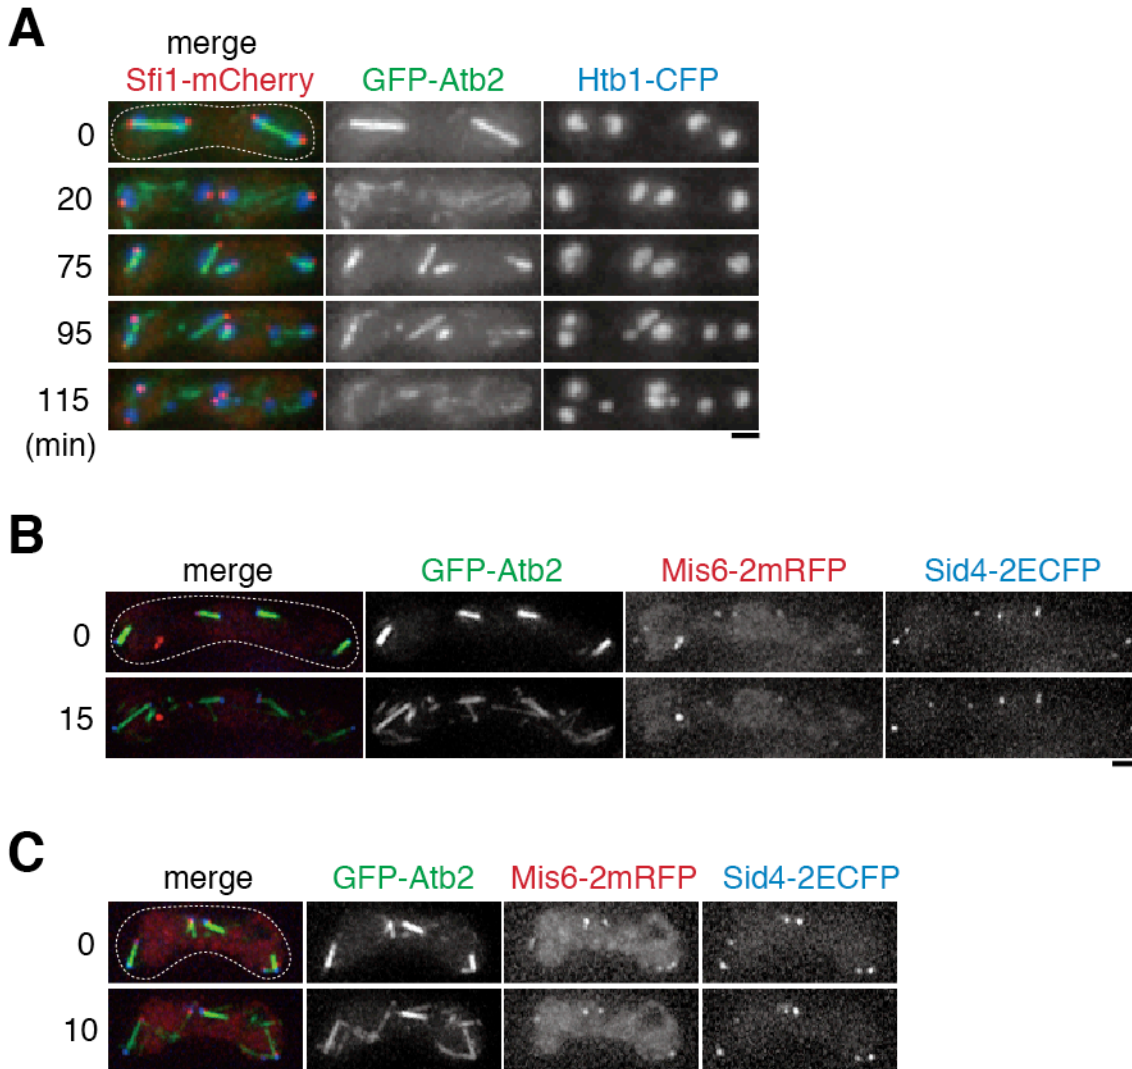 A
merge
Sfi1-mCherry GFP-Atb2 Htb1-CFP
0
20
75
95
115
(min)
B
merge GFP-Atb2 Mis6-2mRFP Sid4-2ECFP
0
15
C
merge GFP-Atb2 Mis6-2mRFP Sid4-2ECFP
0
10